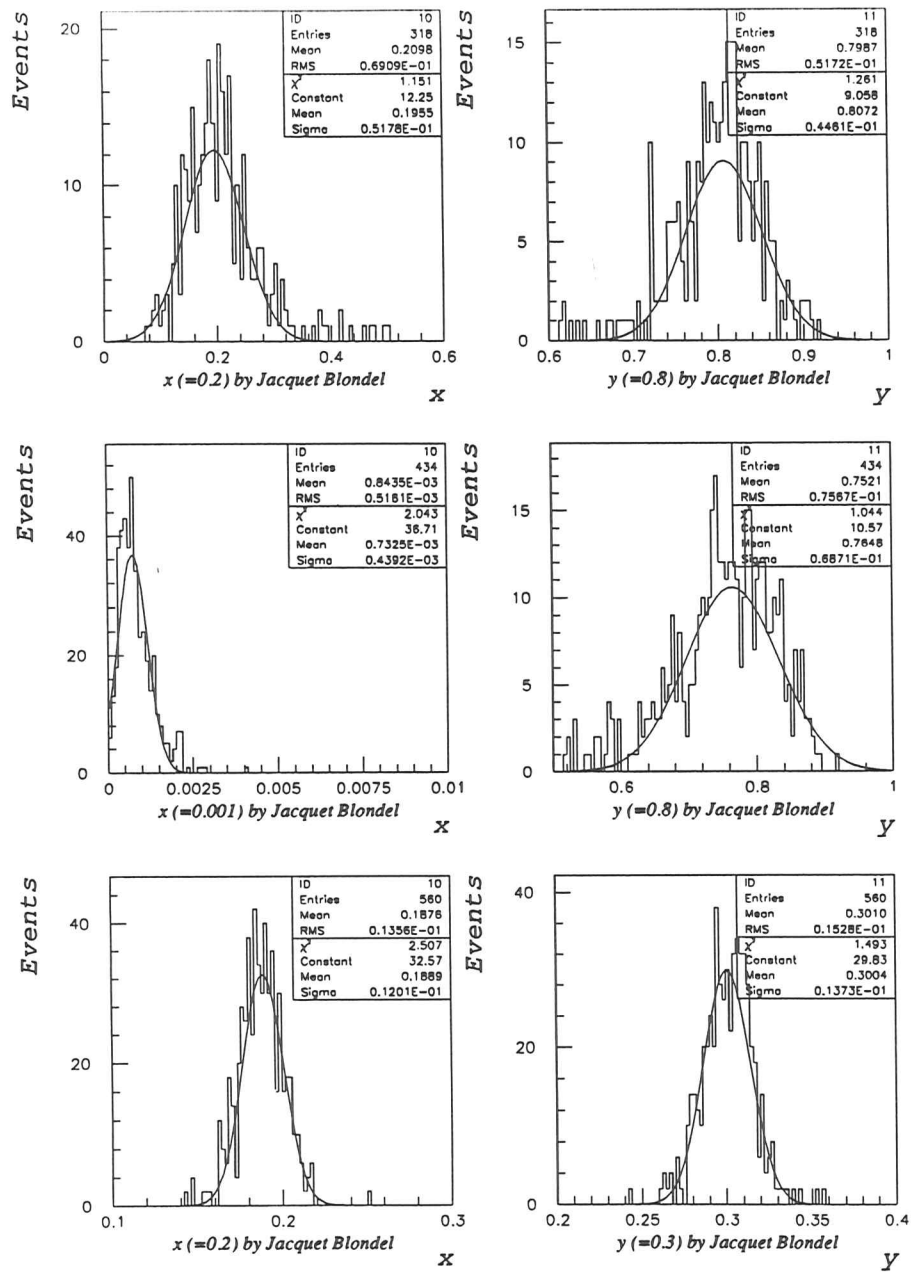 Events
20
10
0
0 0.2 0.4 0.6
x (=0.2) by Jacquet Blondel
x
ID 10
Entries 318
Mean 0.2098
RMS 0.6909E-01
χ² 1.151
Constant 12.25
Mean 0.1955
Sigma 0.5178E-01
Events
15
10
5
0
0.6 0.7 0.8 0.9 1
y (=0.8) by Jacquet Blondel
y
ID 11
Entries 318
Mean 0.7987
RMS 0.5172E-01
χ² 1.261
Constant 9.058
Mean 0.8072
Sigma 0.4461E-01
Events
40
20
0
0 0.0025 0.005 0.0075 0.01
x (=0.001) by Jacquet Blondel
x
ID 10
Entries 434
Mean 0.8435E-03
RMS 0.5161E-03
χ² 2.043
Constant 36.71
Mean 0.7325E-03
Sigma 0.4392E-03
Events
15
10
5
0
0.6 0.8 1
y (=0.8) by Jacquet Blondel
y
ID 11
Entries 434
Mean 0.7521
RMS 0.7567E-01
χ² 1.044
Constant 10.57
Mean 0.7648
Sigma 0.6871E-01
Events
40
20
0
0.1 0.2 0.3
x (=0.2) by Jacquet Blondel
x
ID 10
Entries 560
Mean 0.1876
RMS 0.1356E-01
χ² 2.507
Constant 32.57
Mean 0.1889
Sigma 0.1201E-01
Events
40
30
20
10
0
0.2 0.25 0.3 0.35 0.4
y (=0.3) by Jacquet Blondel
y
ID 11
Entries 560
Mean 0.3010
RMS 0.1528E-01
χ² 1.493
Constant 29.83
Mean 0.3004
Sigma 0.1373E-01